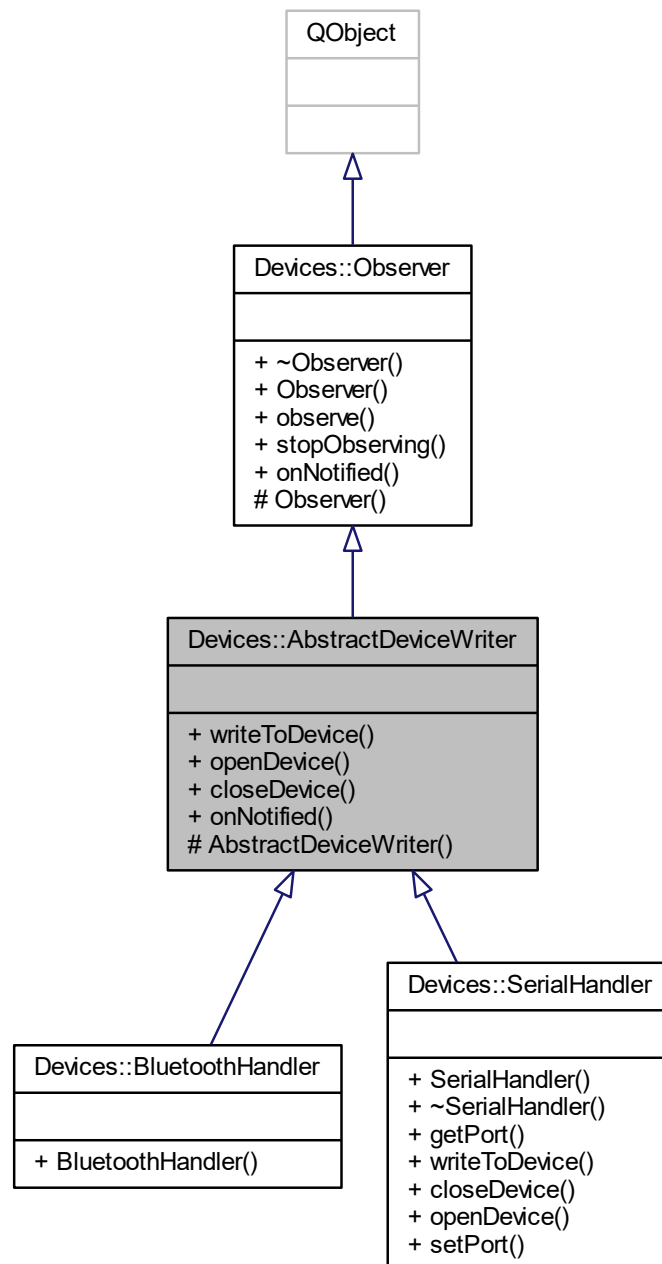 QObject
Devices::Observer
+ ~Observer()
+ Observer()
+ observe()
+ stopObserving()
+ onNotified()
# Observer()
Devices::AbstractDeviceWriter
+ writeToDevice()
+ openDevice()
+ closeDevice()
+ onNotified()
# AbstractDeviceWriter()
Devices::BluetoothHandler
+ BluetoothHandler()
Devices::SerialHandler
+ SerialHandler()
+ ~SerialHandler()
+ getPort()
+ writeToDevice()
+ closeDevice()
+ openDevice()
+ setPort()